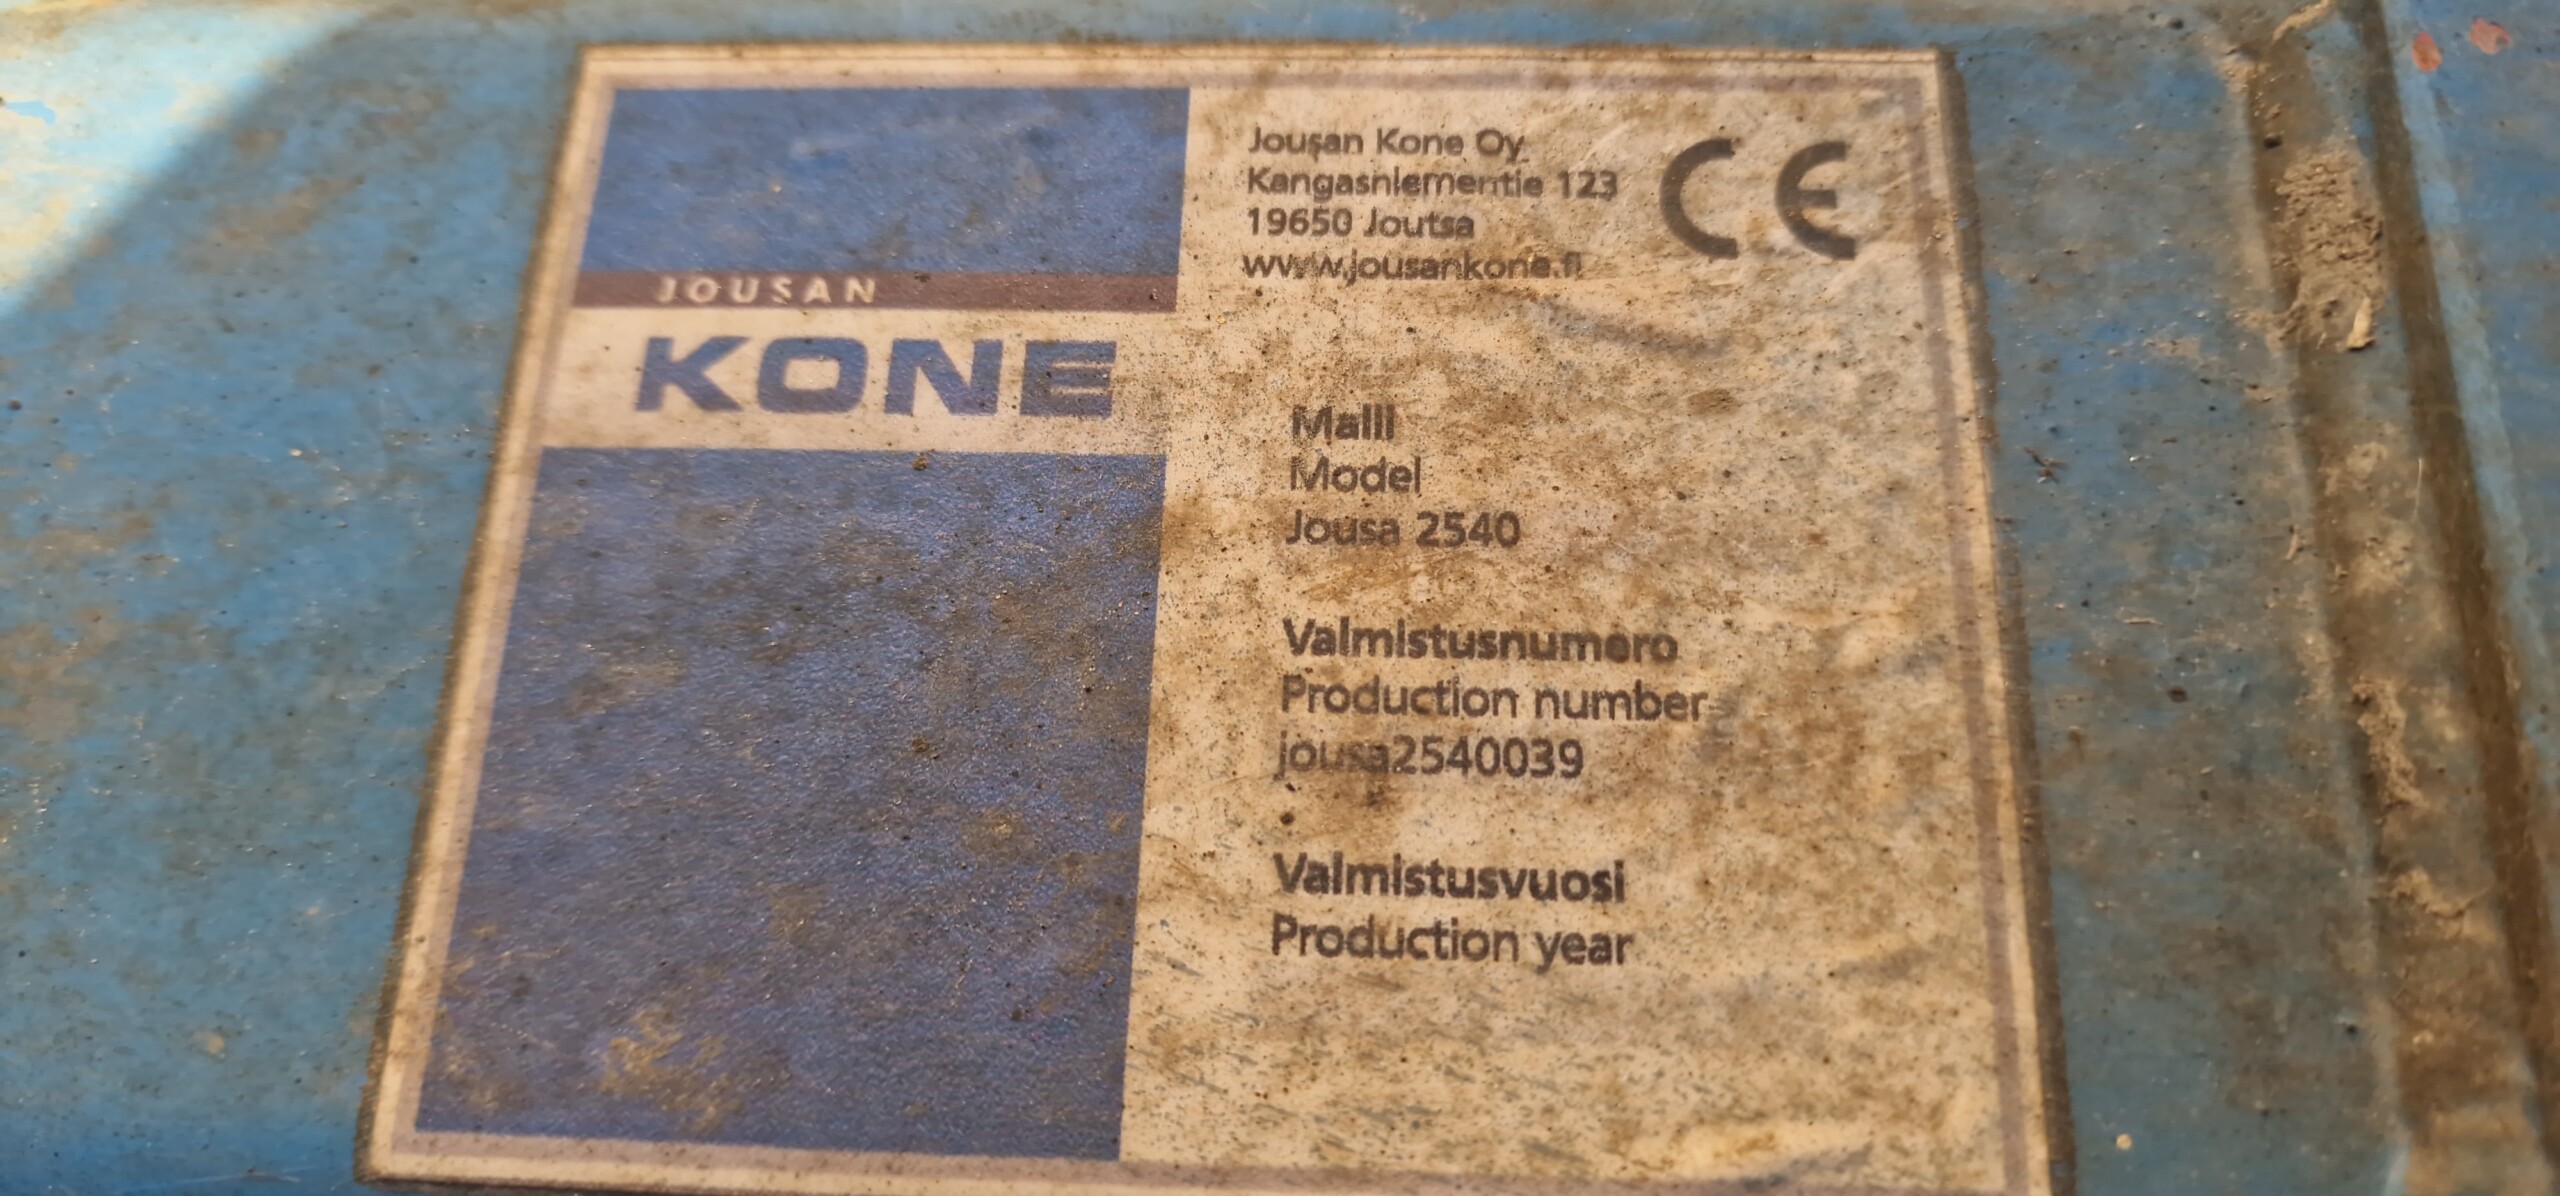 JOUSAN
KONE
Jousan Kone Oy
Kangasniementie 123
19650 Joutsa
www.jousankone.fi
CE
Malli
Model
Jousa 2540
Valmistusnumero
Production number
jousa2540039
Valmistusvuosi
Production year